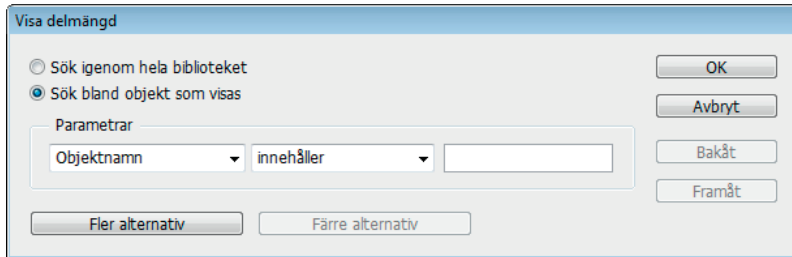 Visa delmängd
Sök igenom hela biblioteket
Sök bland objekt som visas
Parametrar
Objektnamn innehåller
Fler alternativ Färre alternativ
OK
Avbryt
Bakåt
Framåt